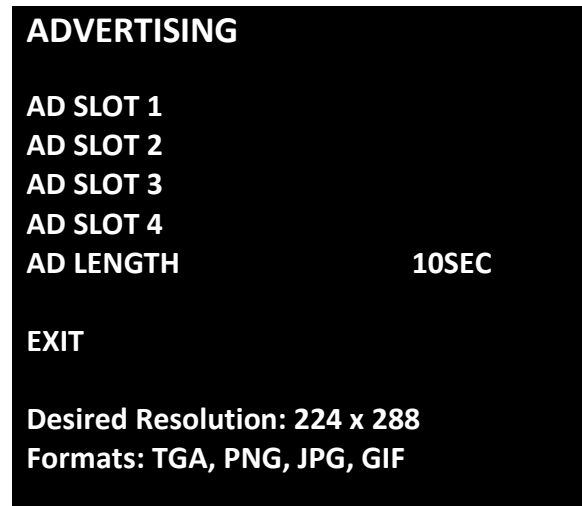 ADVERTISING
AD SLOT 1
AD SLOT 2
AD SLOT 3
AD SLOT 4
AD LENGTH 10SEC
EXIT
Desired Resolution: 224 x 288
Formats: TGA, PNG, JPG, GIF